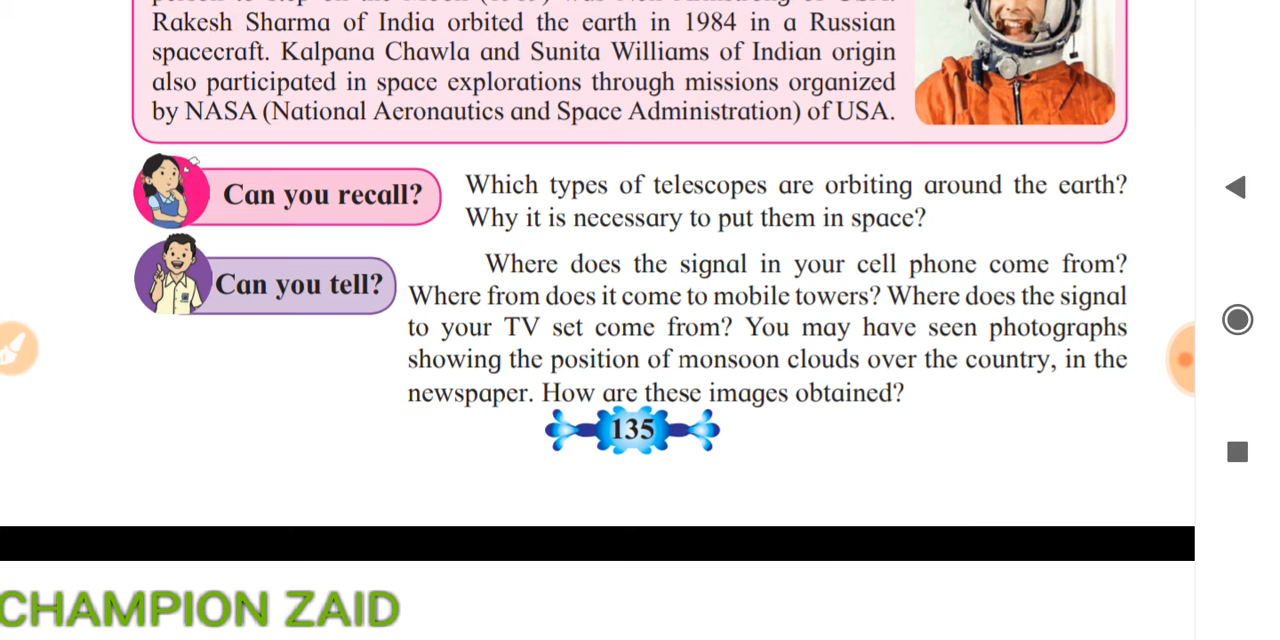 Rakesh Sharma of India orbited the earth in 1984 in a Russian
spacecraft. Kalpana Chawla and Sunita Williams of Indian origin
also participated in space explorations through missions organized
by NASA (National Aeronautics and Space Administration) of USA.
Can you recall?
Which types of telescopes are orbiting around the earth?
Why it is necessary to put them in space?
Can you tell?
Where does the signal in your cell phone come from?
Where from does it come to mobile towers? Where does the signal
to your TV set come from? You may have seen photographs
showing the position of monsoon clouds over the country, in the
newspaper. How are these images obtained?
135
CHAMPION ZAID